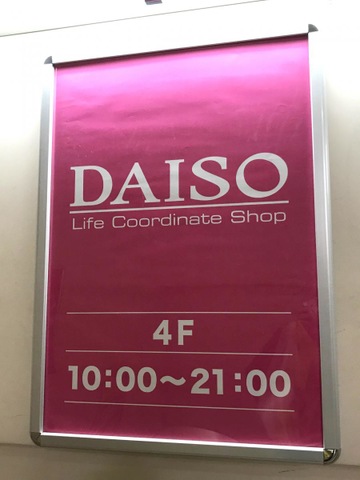 DAISO
Life Coordinate Shop
4F
10:00～21:00